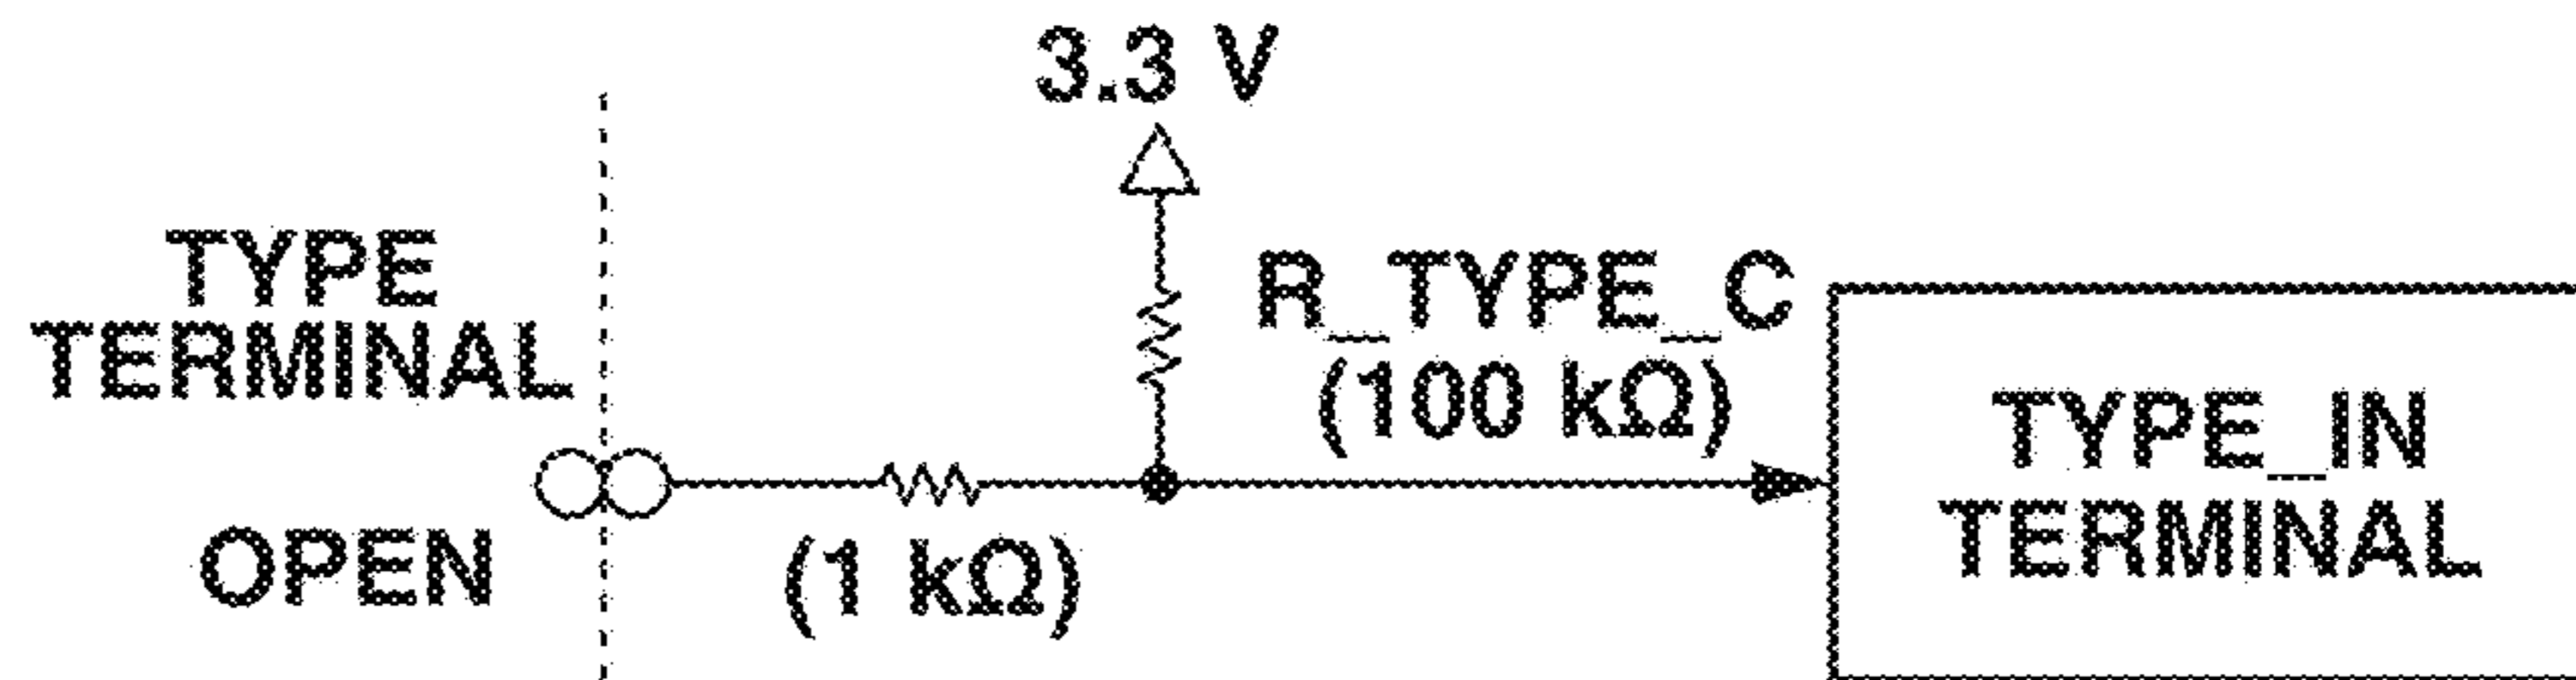 3.3 V
TYPE
TERMINAL
OPEN
(1 kΩ)
R_TYPE_C
(100 kΩ)
TYPE_IN
TERMINAL